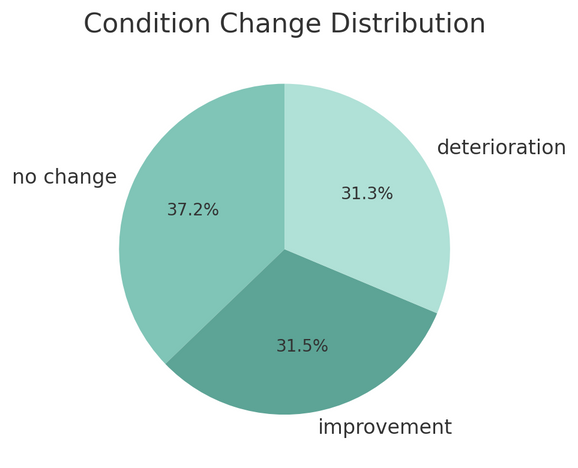 Condition Change Distribution
deterioration
no change
31.3%
37.2%
31.5%
improvement